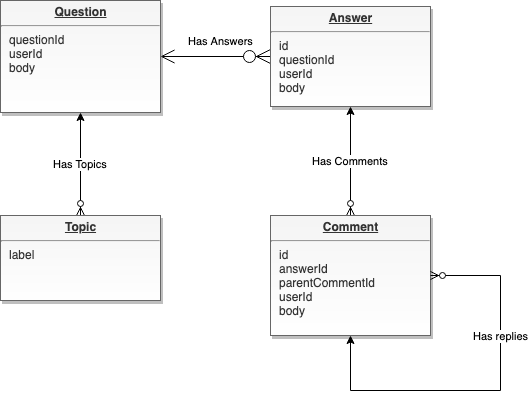 Question
questionId
userId
body
Has Answers
Answer
id
questionId
userId
body
Has Topics
Has Comments
Topic
label
Comment
id
answerId
parentCommentId
userId
body
Has replies